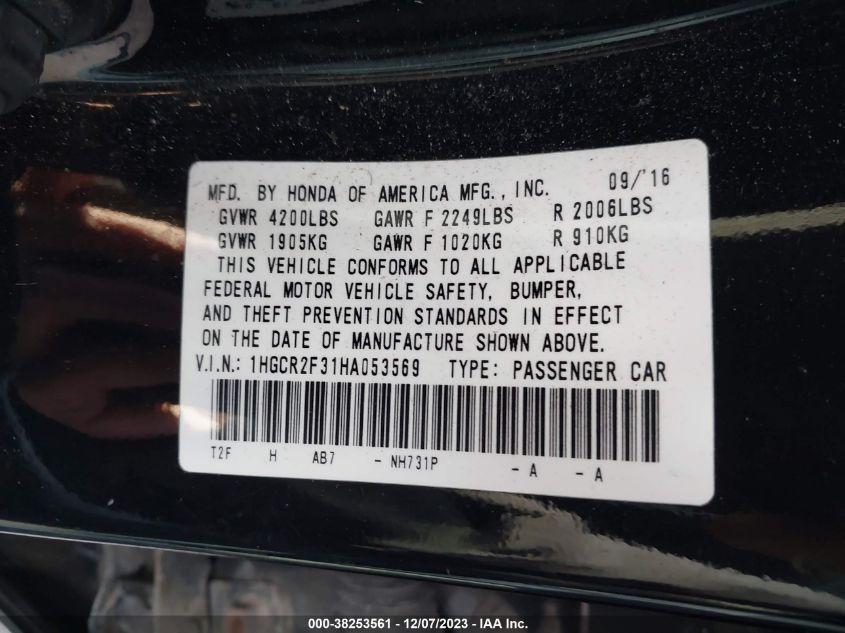 MFD. BY HONDA OF AMERICA MFG., INC. 09/'16
GVWR 4200LBS GAWR F 2249LBS R 2006LBS
GVWR 1905KG GAWR F 1020KG R 910KG
THIS VEHICLE CONFORMS TO ALL APPLICABLE
FEDERAL MOTOR VEHICLE SAFETY, BUMPER,
AND THEFT PREVENTION STANDARDS IN EFFECT
ON THE DATE OF MANUFACTURE SHOWN ABOVE.
V.I.N.: 1HGCR2F31HA053569 TYPE: PASSENGER CAR
T2F H AB7 - NH731P - A - A
000-38253561 - 12/07/2023 - IAA Inc.